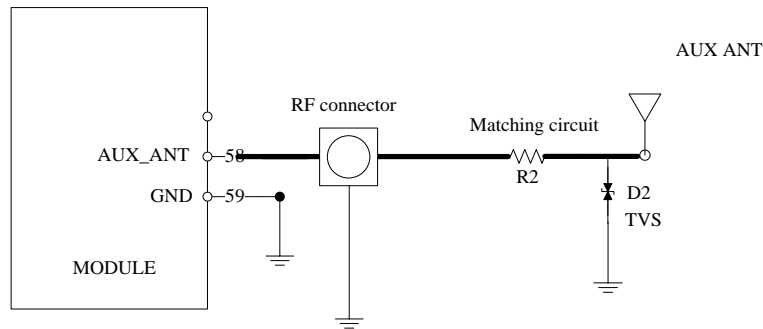 AUX ANT
RF connector
Matching circuit
AUX_ANT
58
R2
GND
59
D2
TVS
MODULE